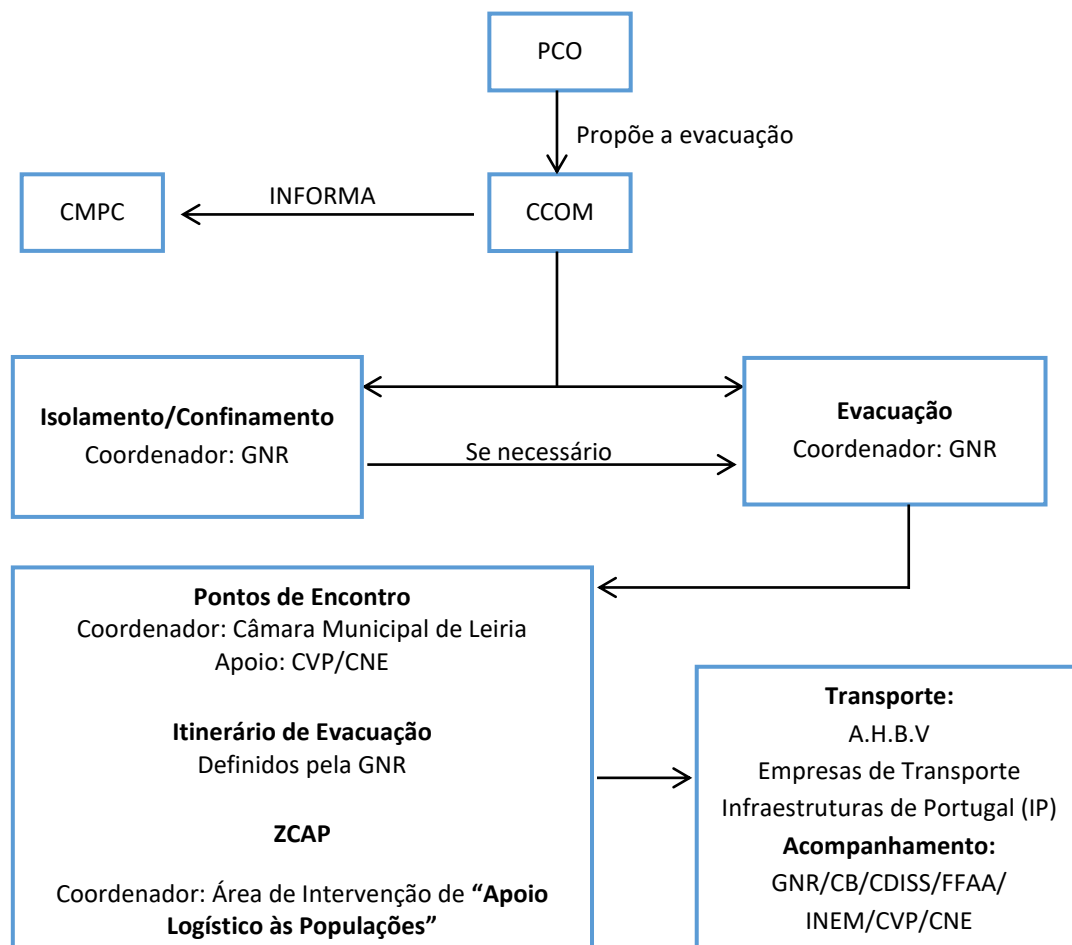 PCO
Propõe a evacuação
CMPC
INFORMA
CCOM
Isolamento/Confinamento
Coordenador: GNR
Se necessário
Evacuação
Coordenador: GNR
Pontos de Encontro
Coordenador: Câmara Municipal de Leiria
Apoio: CVP/CNE
Itinerário de Evacuação
Definidos pela GNR
ZCAP
Coordenador: Área de Intervenção de “Apoio
Logístico às Populações”
Transporte:
A.H.B.V
Empresas de Transporte
Infraestruturas de Portugal (IP)
Acompanhamento:
GNR/CB/CDISS/FFAA/
INEM/CVP/CNE